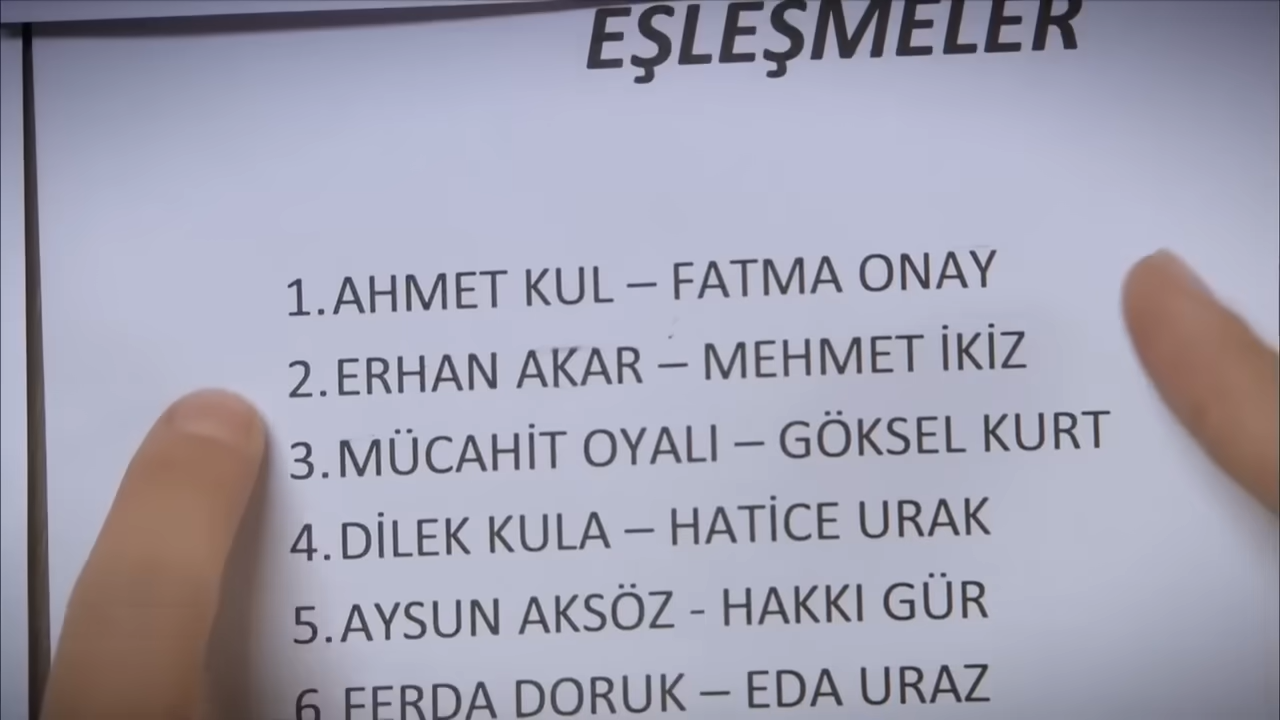 EŞLEŞMELER
1. AHMET KUL – FATMA ONAY
2. ERHAN AKAR – MEHMET İKİZ
3. MÜCAHİT OYALI – GÖKSEL KURT
4. DİLEK KULA – HATİCE URAK
5. AYSUN AKSÖZ - HAKKI GÜR
6. FERDA DORUK – EDA URAZ